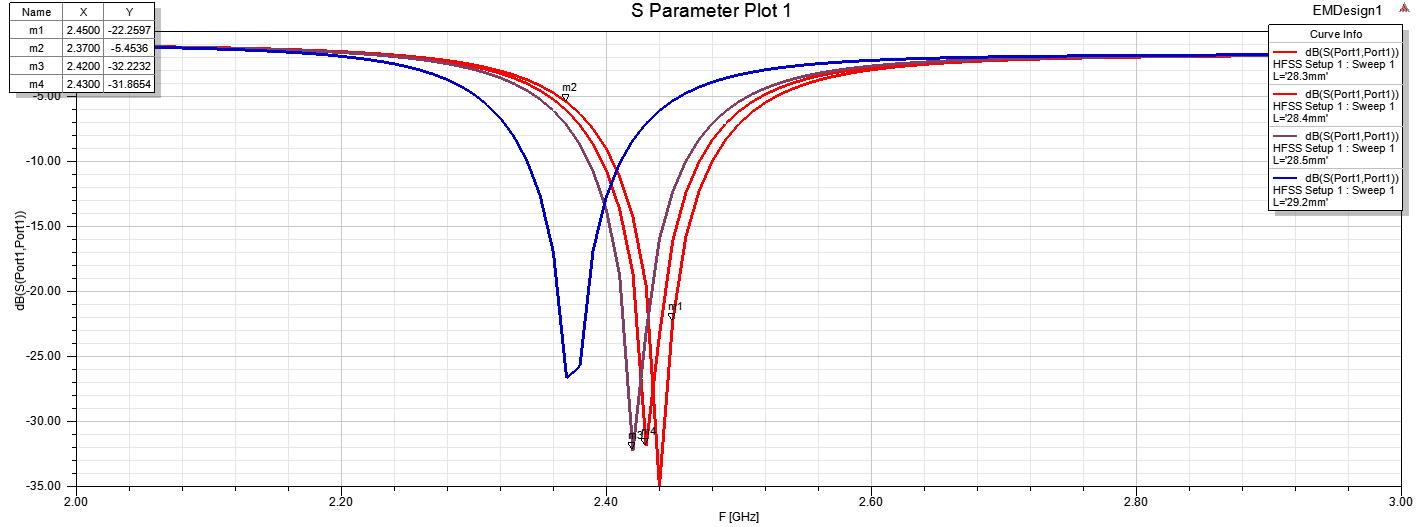 S Parameter Plot 1
EMDesign1
Name X Y
m1 2.4500 -22.2597
m2 2.3700 -5.4536
m3 2.4200 -32.2232
m4 2.4300 -31.8654
Curve Info
dB(S(Port1,Port1))
HFSS Setup 1 : Sweep 1
L='28.3mm'
dB(S(Port1,Port1))
HFSS Setup 1 : Sweep 1
L='28.4mm'
dB(S(Port1,Port1))
HFSS Setup 1 : Sweep 1
L='28.5mm'
dB(S(Port1,Port1))
HFSS Setup 1 : Sweep 1
L='29.2mm'
dB(S(Port1,Port1))
-5.00
-10.00
-15.00
-20.00
-25.00
-30.00
-35.00
m2
m1
m3
m4
2.00 2.20 2.40 2.60 2.80 3.00
F [GHz]